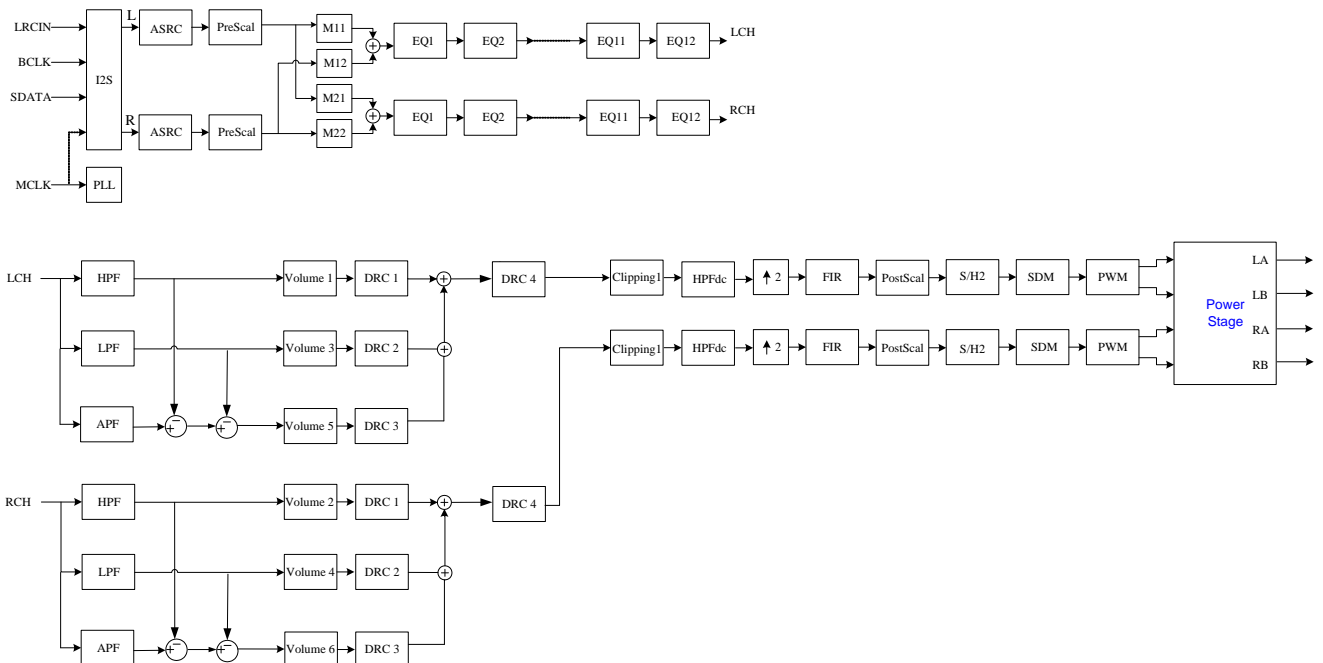 LRCIN
BCLK
SDATA
MCLK
I2S
PLL
L
ASRC
PreScal
R
ASRC
PreScal
M11
M12
M21
M22
+
+
EQ1
EQ2
EQ11
EQ12
LCH
EQ1
EQ2
EQ11
EQ12
RCH
LCH
HPF
Volume 1
DRC 1
+
DRC 4
Clipping1
HPFdc
↑ 2
FIR
PostScal
S/H2
SDM
PWM
LPF
Volume 3
DRC 2
+
Clipping1
HPFdc
↑ 2
FIR
PostScal
S/H2
SDM
PWM
Power
Stage
LA
LB
RA
RB
APF
+ −
+ −
Volume 5
DRC 3
RCH
HPF
Volume 2
DRC 1
+
DRC 4
LPF
Volume 4
DRC 2
+
APF
+ −
+ −
Volume 6
DRC 3